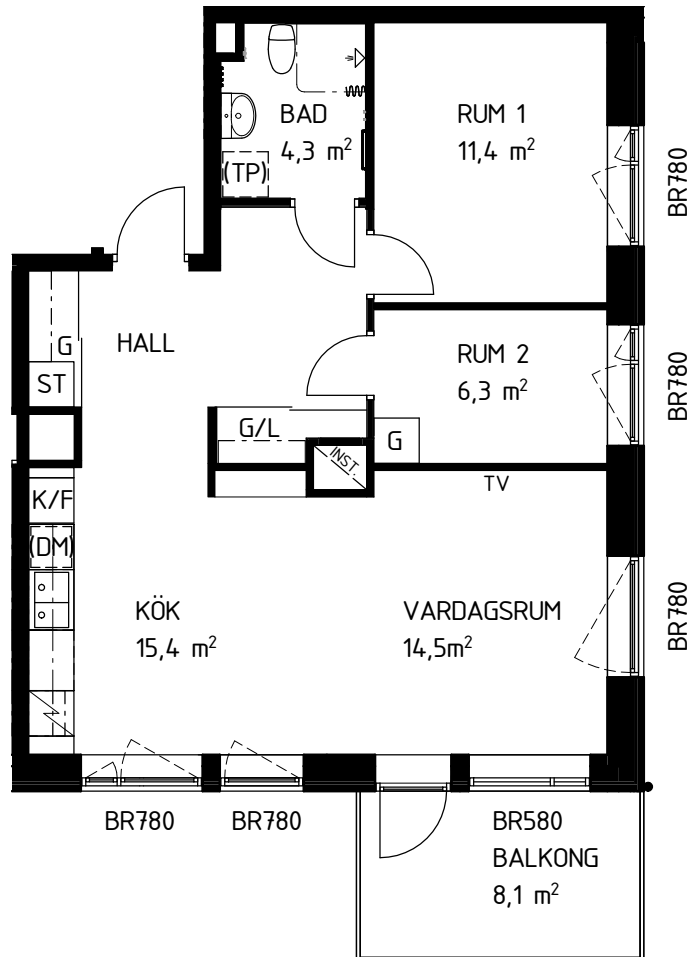 BAD
4,3 m²
(TP)
RUM 1
11,4 m²
BR780
HALL
G
ST
RUM 2
6,3 m²
BR780
G/L
G
INST.
TV
K/F
(DM)
KÖK
15,4 m²
VARDAGSRUM
14,5m²
BR780
BR780
BR780
BR580
BALKONG
8,1 m²